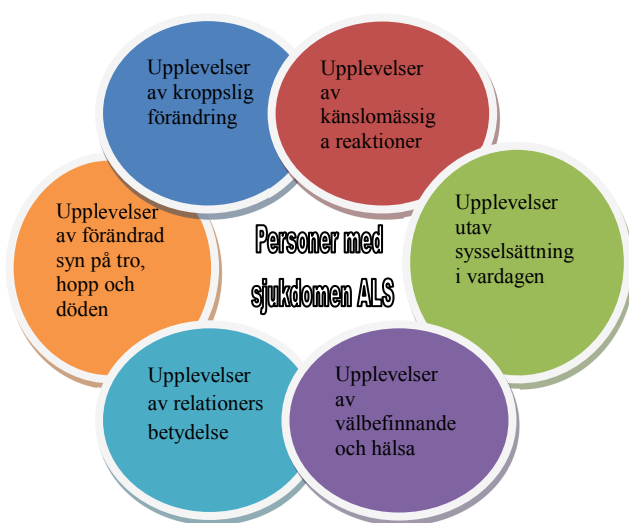 Upplevelser
av kroppslig
förändring
Upplevelser
av
känslomässig
a reaktioner
Upplevelser
utav
sysselsättning
i vardagen
Upplevelser
av förändrad
syn på tro,
hopp och
döden
Personer med
sjukdomen ALS
Upplevelser
av relationers
betydelse
Upplevelser
av
välbefinnande
och hälsa